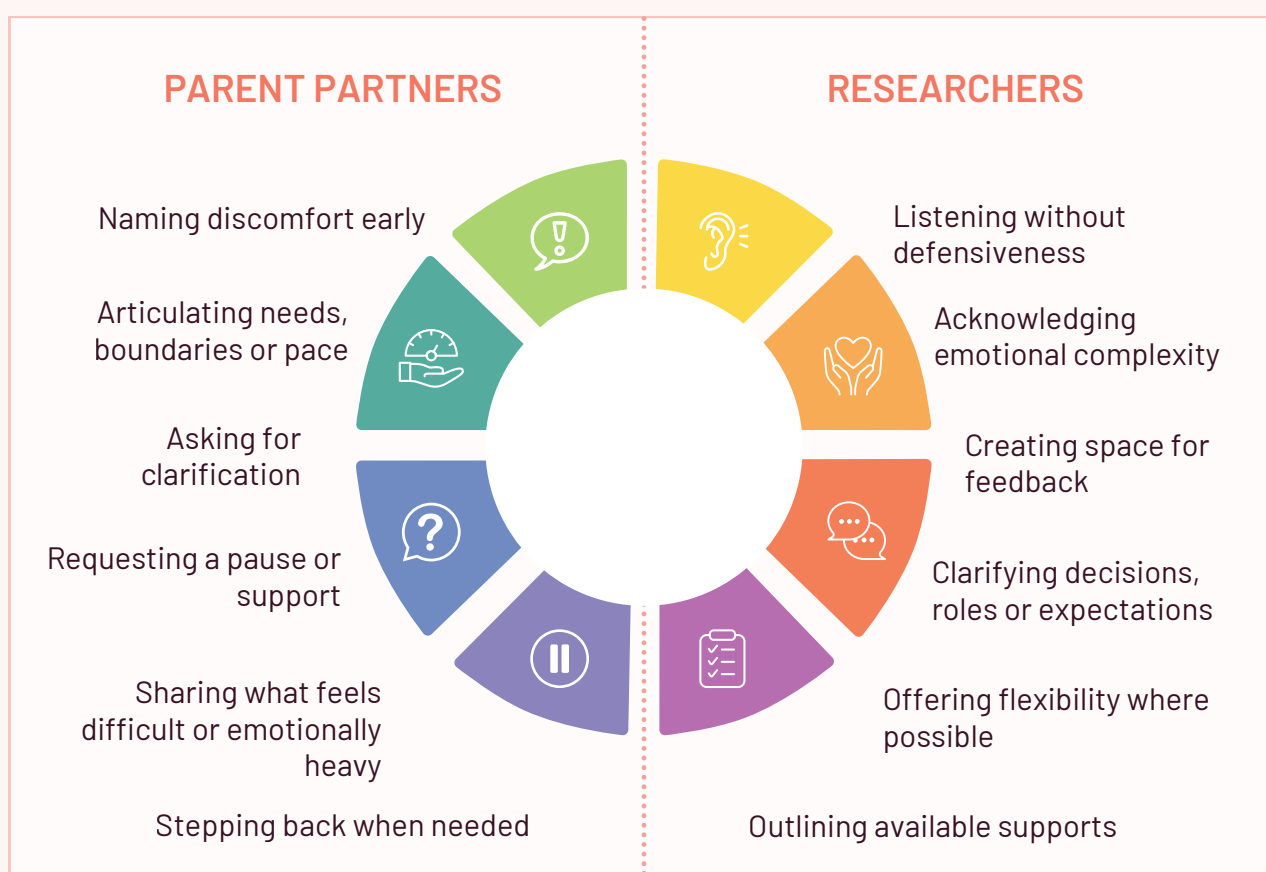 PARENT PARTNERS
Naming discomfort early
Articulating needs,
boundaries or pace
Asking for
clarification
Requesting a pause or
support
Sharing what feels
difficult or emotionally
heavy
Stepping back when needed
RESEARCHERS
Listening without
defensiveness
Acknowledging
emotional complexity
Creating space for
feedback
Clarifying decisions,
roles or expectations
Offering flexibility where
possible
Outlining available supports